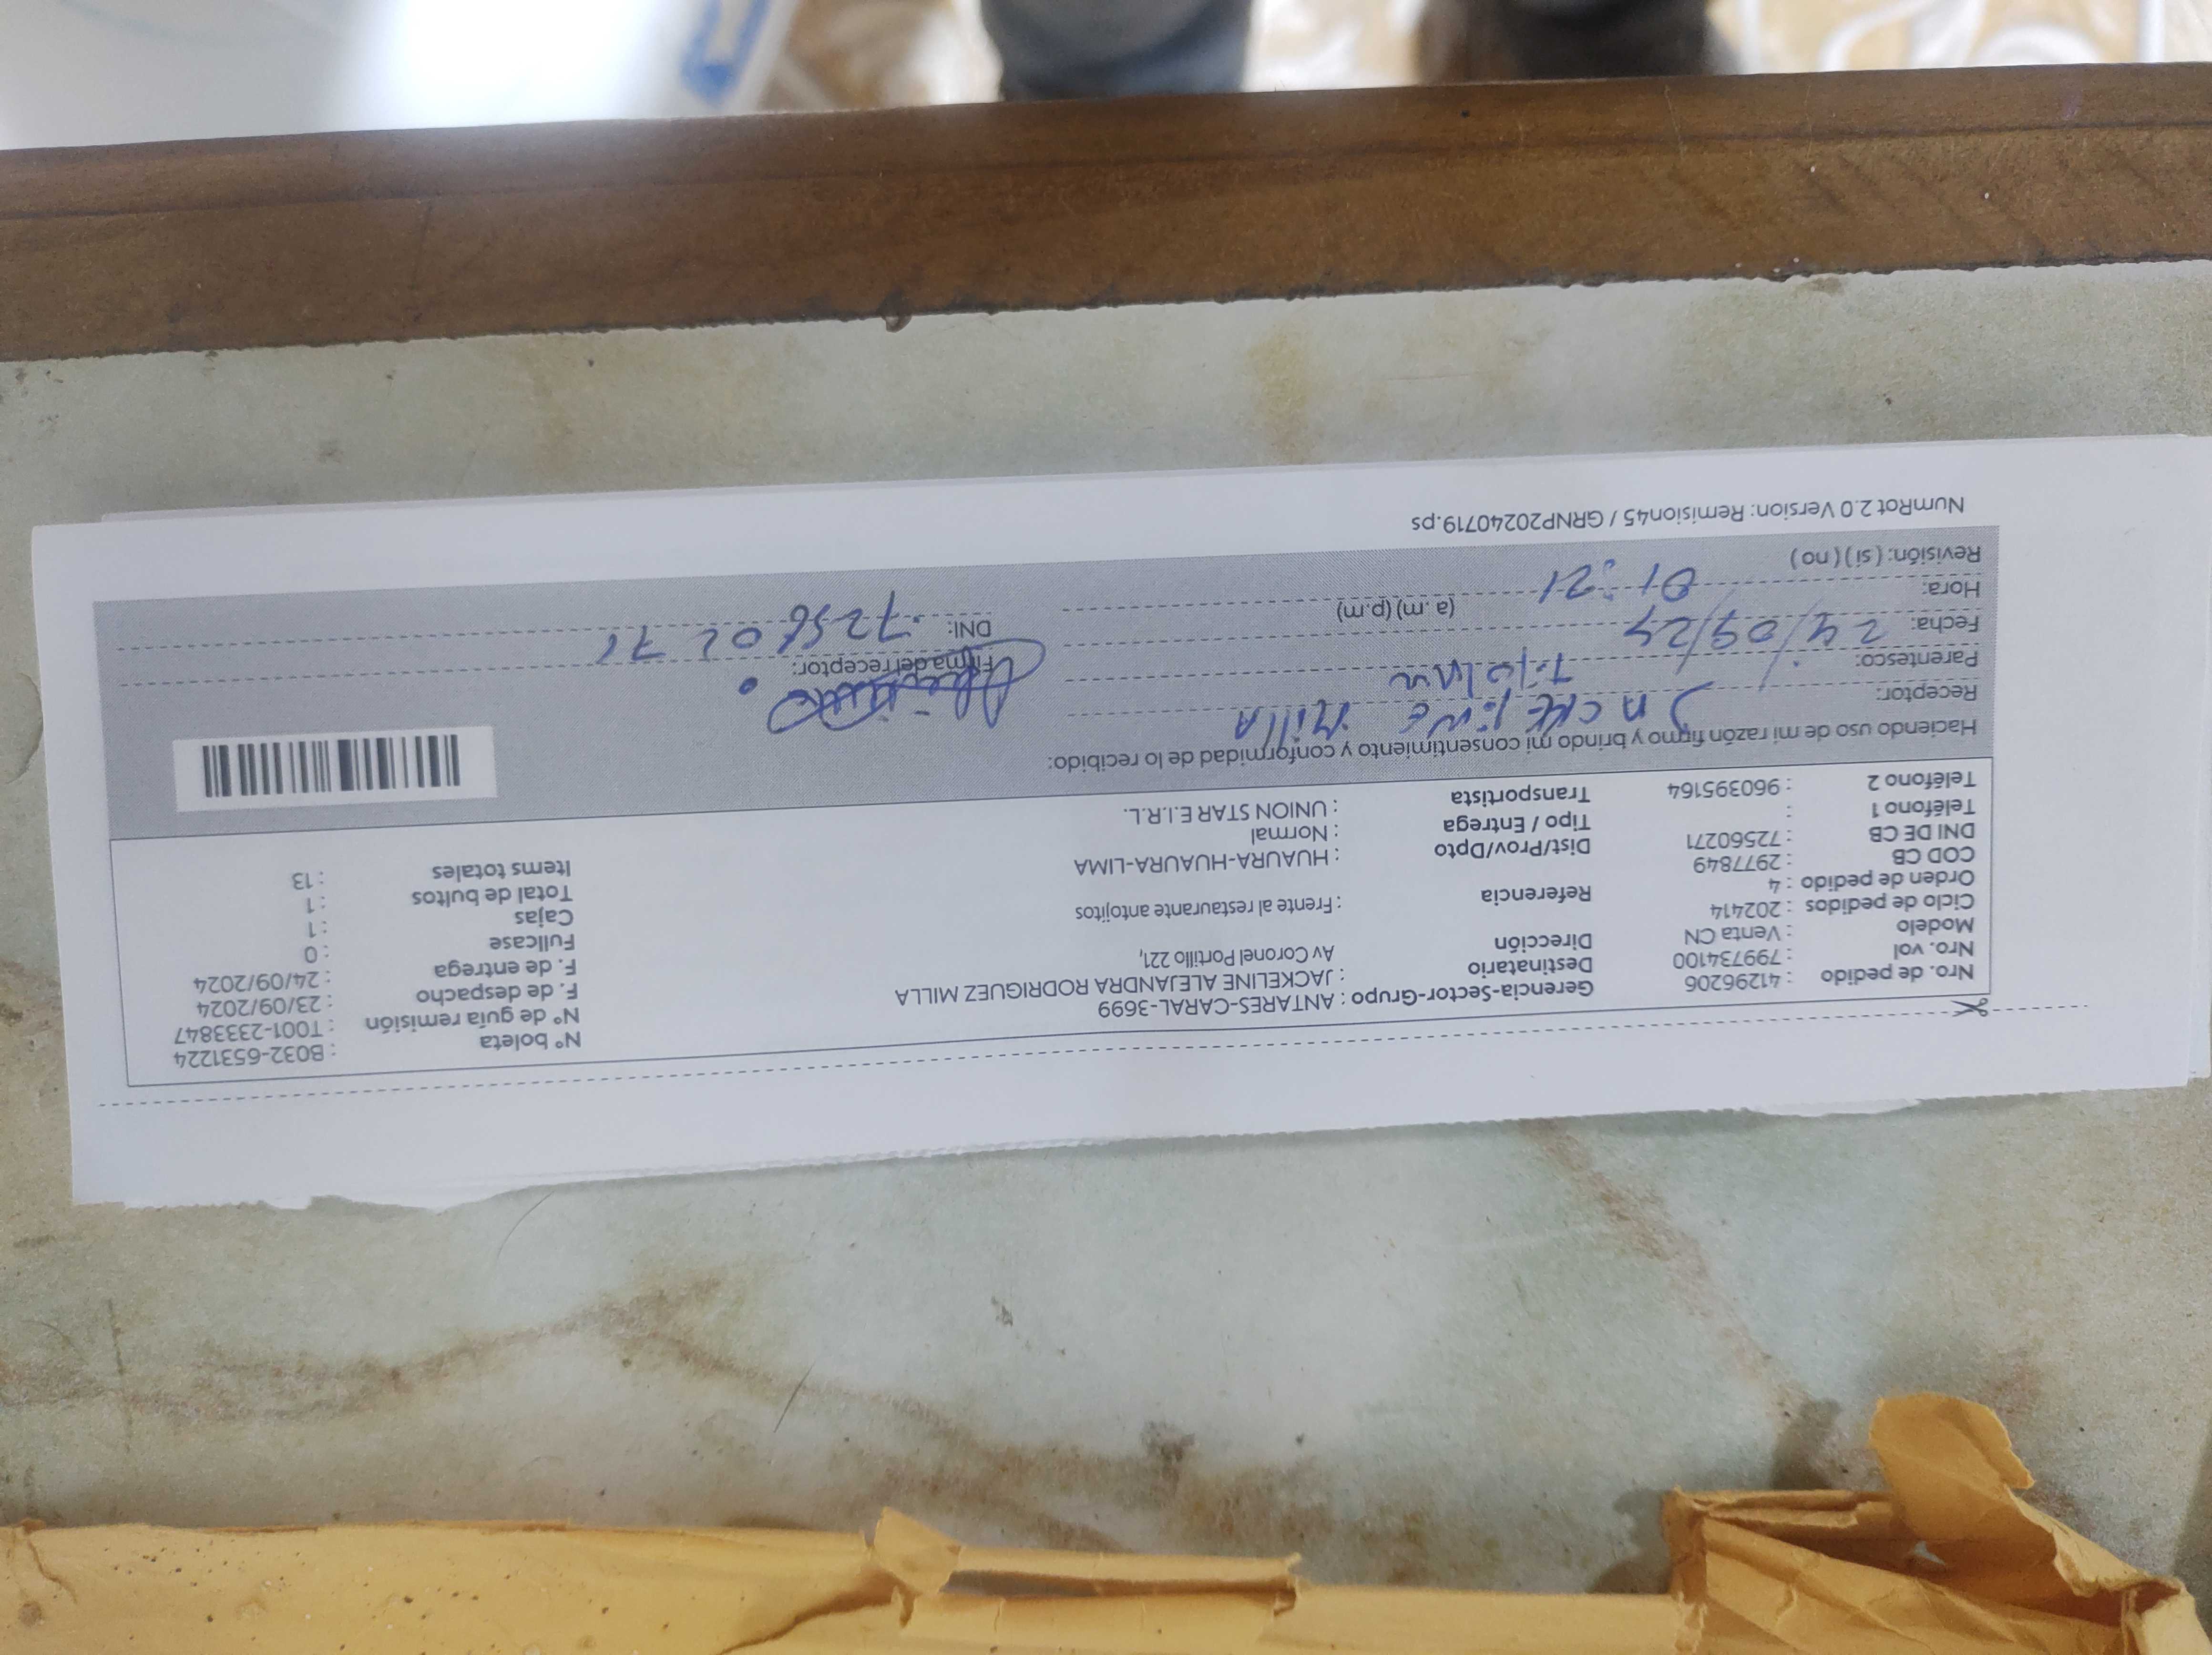 Nro. de pedido : 41296206 Gerencia-Sector-Grupo : ANTARES-CARAL-3699 N° boleta : B032-6531224
Nro. vol : 799734100 Destinatario : JACKELINE ALEJANDRA RODRIGUEZ MILLA N° de guía remisión : T001-2333847
Modelo : Venta CN Dirección Av Coronel Portillo 221, F. de despacho : 23/09/2024
Ciclo de pedidos : 202414 F. de entrega : 24/09/2024
Orden de pedido : 4 Referencia : Frente al restaurante antojitos Fullcase : 0
COD CB : 2977849 Dist/Prov/Dpto : HUAURA-HUAURA-LIMA Cajas : 1
DNI DE CB : 72560271 Tipo / Entrega : Normal Total de bultos : 1
Teléfono 1 : Transportista : UNION STAR E.I.R.L. Items totales : 13
Teléfono 2 : 960395164
Haciendo uso de mi razón firmo y brindo mi consentimiento y conformidad de lo recibido:
Receptor: JACKELINE MILLA
Parentesco: Titular Firma del receptor:
Fecha: 24/09/24 DNI: 72560271
Hora: 01:21 (a.m) (p.m)
Revisión: ( si ) ( no )
NumRot 2.0 Version: Remision45 / GRNP20240719.ps